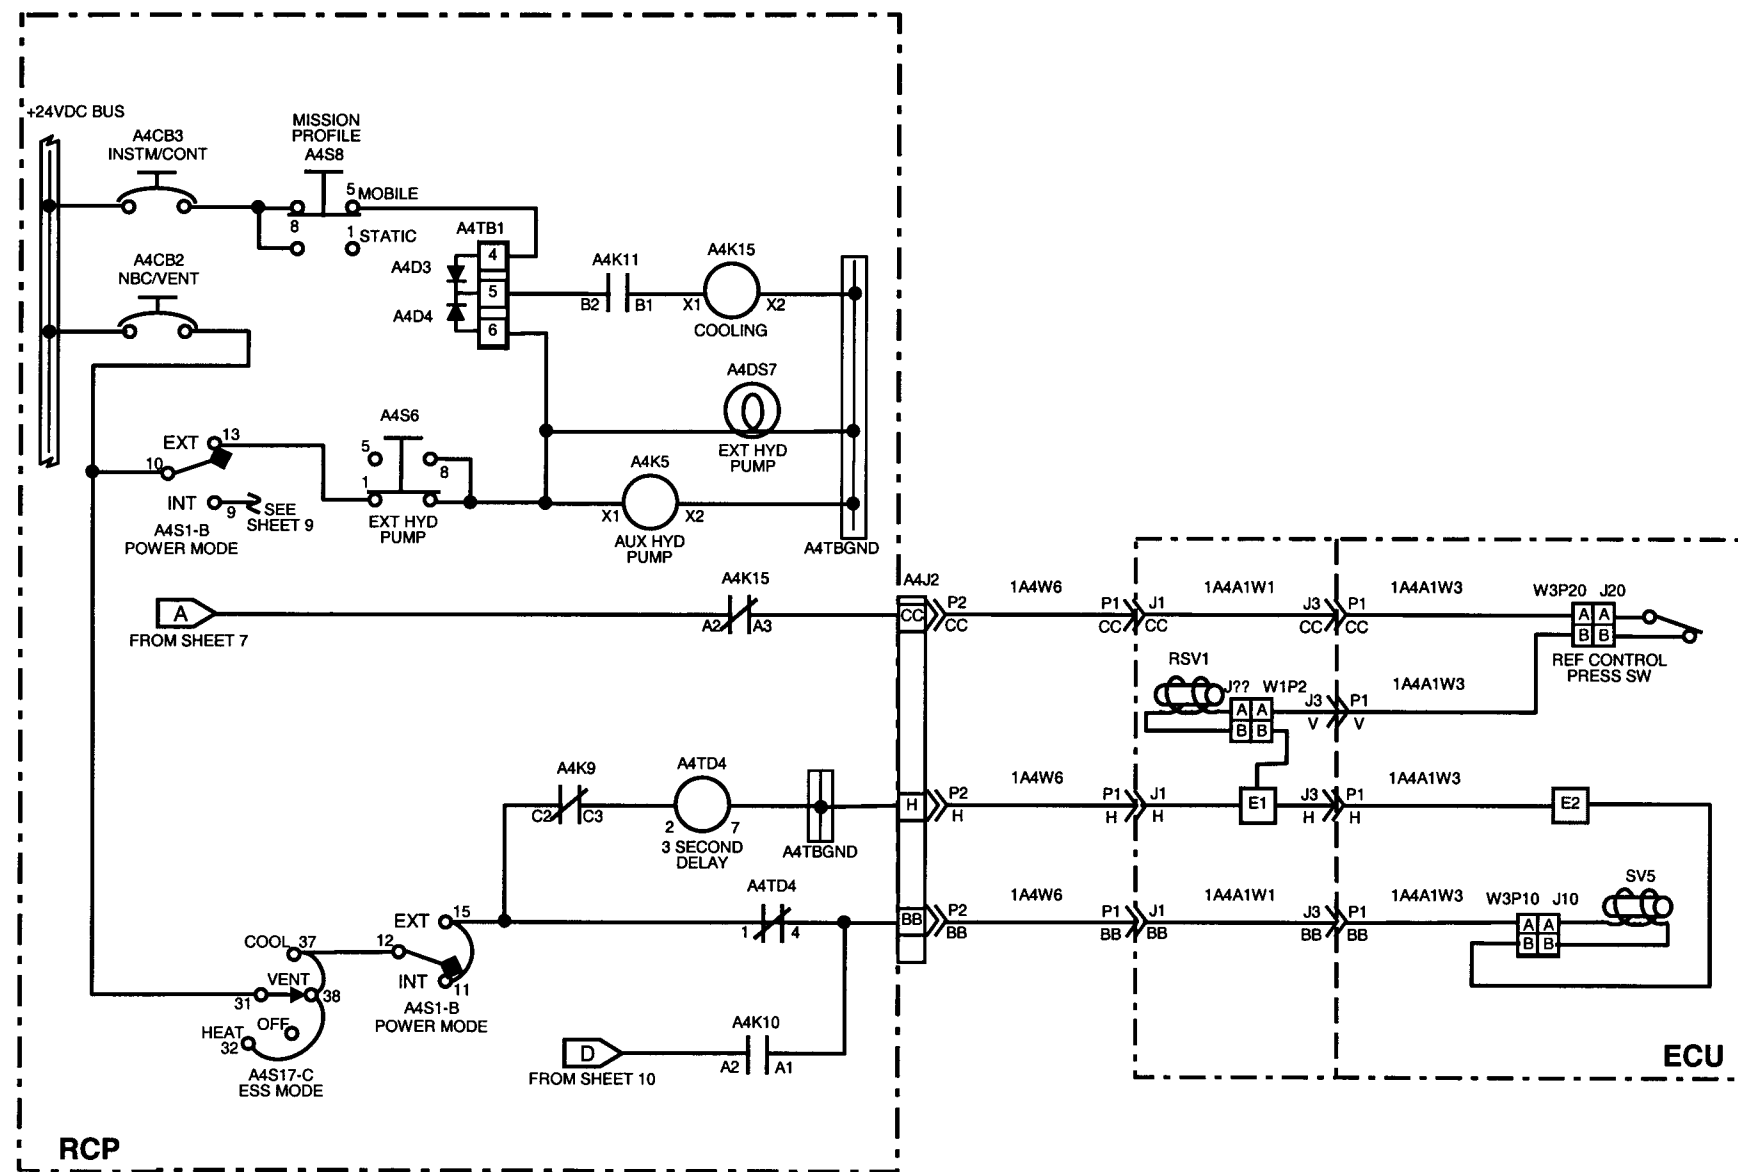 +24VDC BUS
A4CB3
INSTM/CONT
MISSION
PROFILE
A4S8
5 MOBILE
8
1 STATIC
A4CB2
NBC/VENT
A4TB1
4
5
6
A4D3
A4D4
A4K11
B2 B1
A4K15
X1 X2
COOLING
A4DS7
EXT HYD
PUMP
EXT 13
10
INT 9
SEE
SHEET 9
A4S1-B
POWER MODE
A4S6
5
8
1
EXT HYD
PUMP
A4K5
X1 X2
AUX HYD
PUMP
A4TBGND
A
FROM SHEET 7
A4K15
A2 A3
A4J2
CC
P2
CC
1A4W6
P1 J1
CC CC
1A4A1W1
J3 P1
CC CC
1A4A1W3
W3P20 J20
A A
B B
REF CONTROL
PRESS SW
RSV1
J?? W1P2
A A
B B
J3 P1
V V
1A4A1W3
A4K9
C2 C3
A4TD4
2 7
3 SECOND
DELAY
A4TBGND
H
P2
H
1A4W6
P1 J1
H H
E1
J3 P1
H H
1A4A1W3
E2
A4TD4
1 4
BB
P2
BB
1A4W6
P1 J1
BB BB
1A4A1W1
J3 P1
BB BB
1A4A1W3
W3P10 J10
A A
B B
SV5
EXT 15
12
INT 11
A4S1-B
POWER MODE
COOL 37
VENT
31 38
OFF
HEAT
32
A4S17-C
ESS MODE
D
FROM SHEET 10
A4K10
A2 A1
RCP
ECU